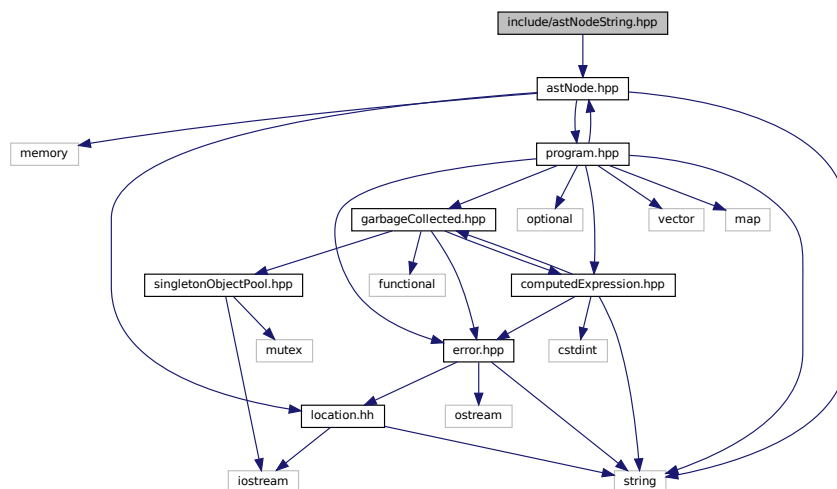 include/astNodeString.hpp
astNode.hpp
memory
program.hpp
garbageCollected.hpp
optional
vector
map
singletonObjectPool.hpp
functional
computedExpression.hpp
mutex
error.hpp
cstdint
location.hh
ostream
iostream
string